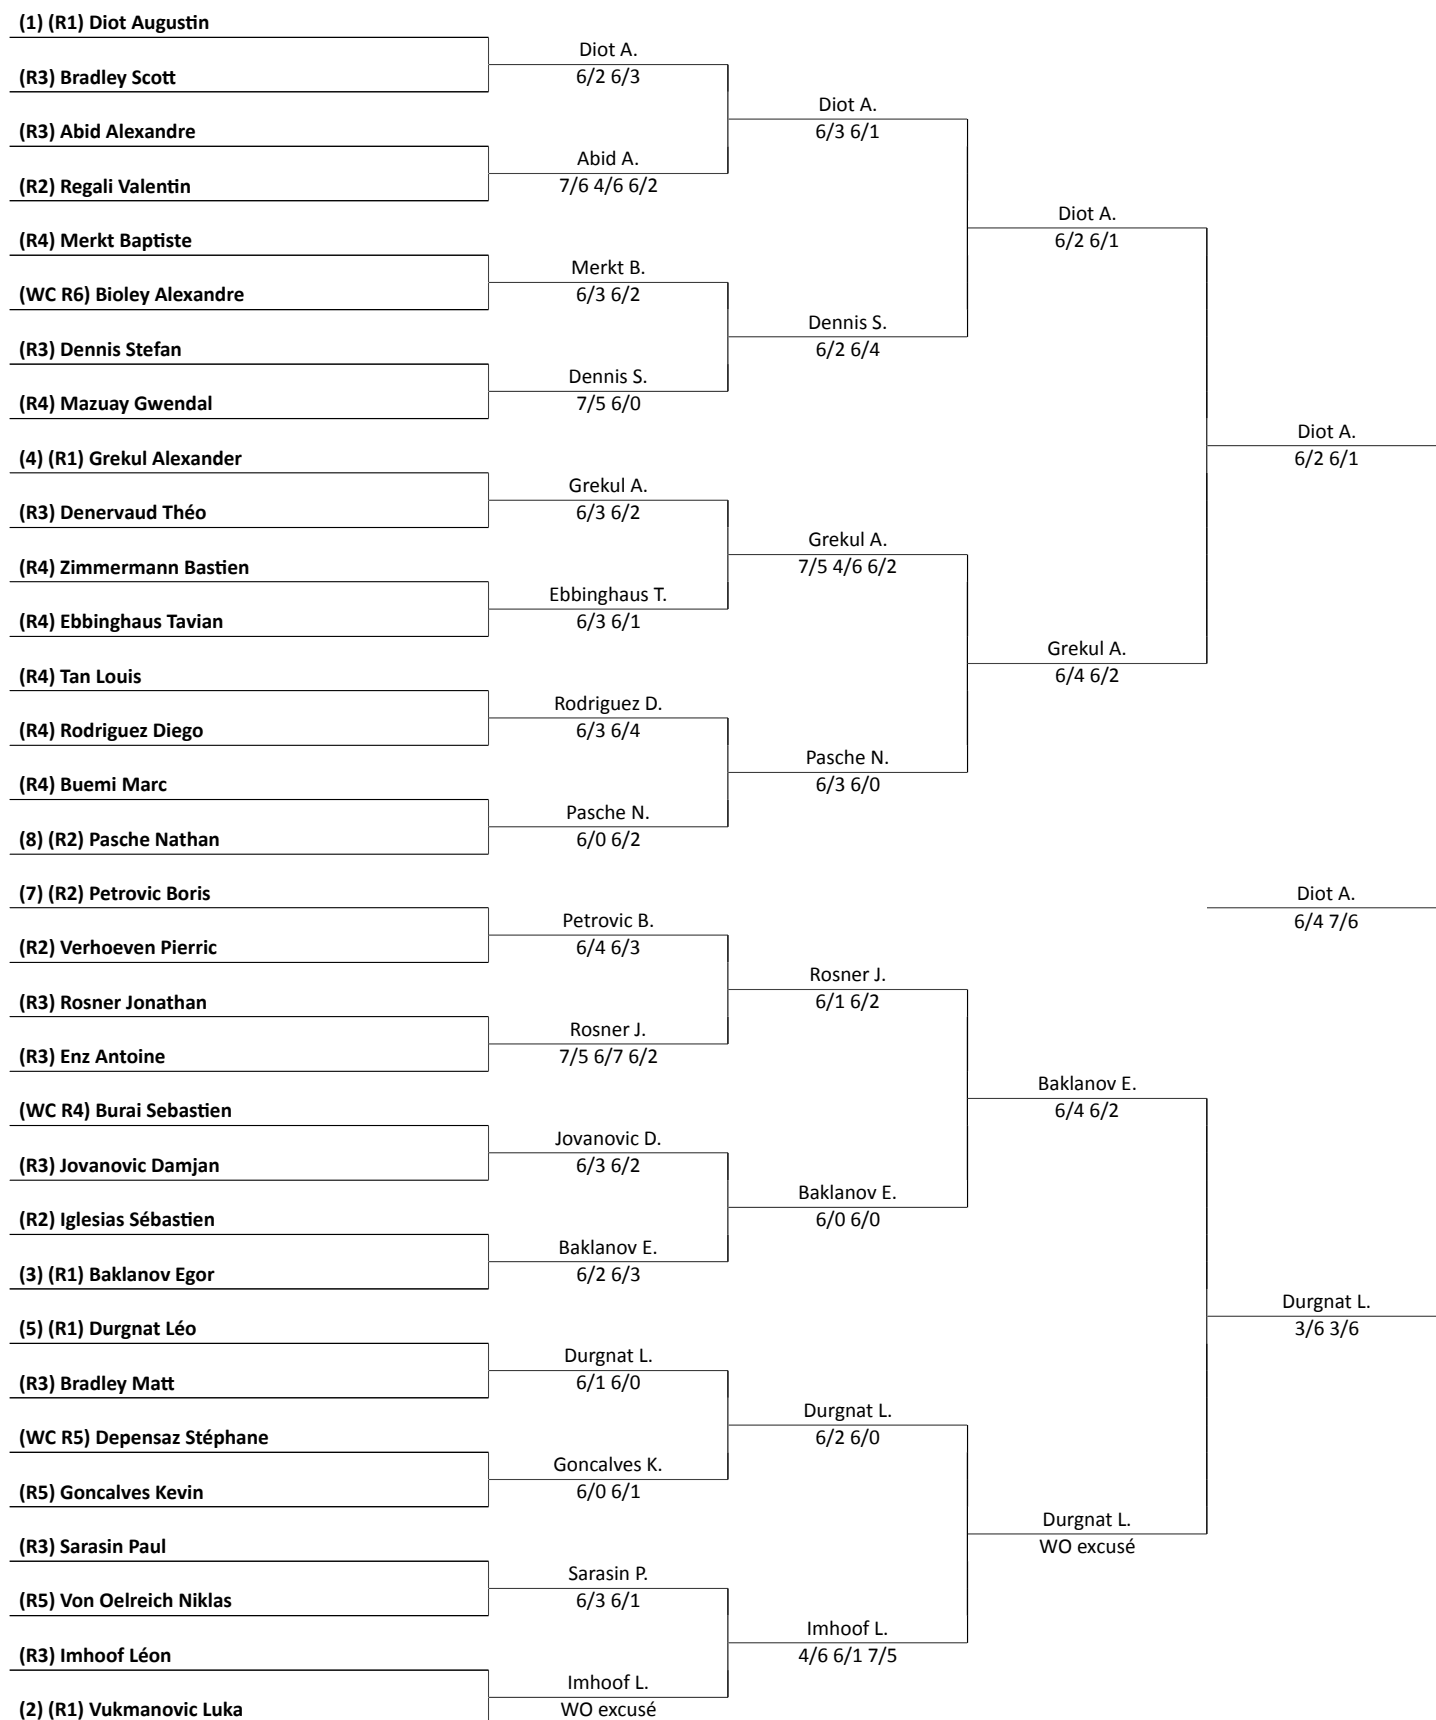 (1) (R1) Diot Augustin
Diot A.
6/2 6/3
(R3) Bradley Scott
Diot A.
6/3 6/1
(R3) Abid Alexandre
Abid A.
7/6 4/6 6/2
(R2) Regali Valentin
Diot A.
6/2 6/1
(R4) Merkt Baptiste
Merkt B.
6/3 6/2
(WC R6) Bioley Alexandre
Dennis S.
6/2 6/4
(R3) Dennis Stefan
Dennis S.
7/5 6/0
(R4) Mazuay Gwendal
Diot A.
6/2 6/1
(4) (R1) Grekul Alexander
Grekul A.
6/3 6/2
(R3) Denervaud Théo
Grekul A.
7/5 4/6 6/2
(R4) Zimmermann Bastien
Ebbinghaus T.
6/3 6/1
(R4) Ebbinghaus Tavian
Grekul A.
6/4 6/2
(R4) Tan Louis
Rodriguez D.
6/3 6/4
(R4) Rodriguez Diego
Pasche N.
6/3 6/0
(R4) Buemi Marc
Pasche N.
6/0 6/2
(8) (R2) Pasche Nathan
(7) (R2) Petrovic Boris
Diot A.
6/4 7/6
Petrovic B.
6/4 6/3
(R2) Verhoeven Pierric
Rosner J.
6/1 6/2
(R3) Rosner Jonathan
Rosner J.
7/5 6/7 6/2
(R3) Enz Antoine
Baklanov E.
6/4 6/2
(WC R4) Burai Sebastien
Jovanovic D.
6/3 6/2
(R3) Jovanovic Damjan
Baklanov E.
6/0 6/0
(R2) Iglesias Sébastien
Baklanov E.
6/2 6/3
(3) (R1) Baklanov Egor
Durgnat L.
3/6 3/6
(5) (R1) Durgnat Léo
Durgnat L.
6/1 6/0
(R3) Bradley Matt
Durgnat L.
6/2 6/0
(WC R5) Depensaz Stéphane
Goncalves K.
6/0 6/1
(R5) Goncalves Kevin
Durgnat L.
WO excusé
(R3) Sarasin Paul
Sarasin P.
6/3 6/1
(R5) Von Oelreich Niklas
Imhoof L.
4/6 6/1 7/5
(R3) Imhoof Léon
Imhoof L.
WO excusé
(2) (R1) Vukmanovic Luka